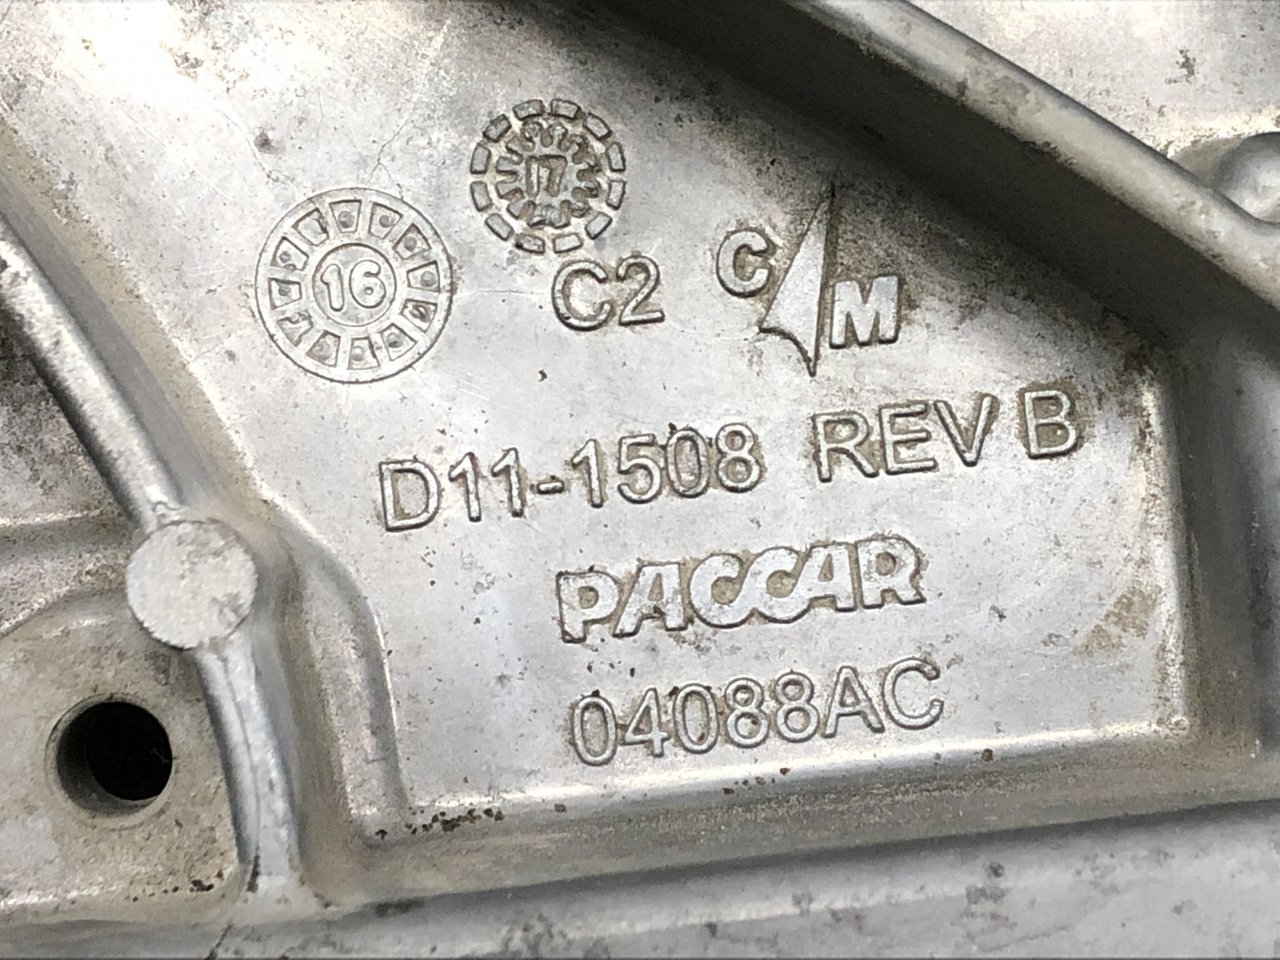 17
16
C2
C M
D11-1508 REV B
PACCAR
04088AC